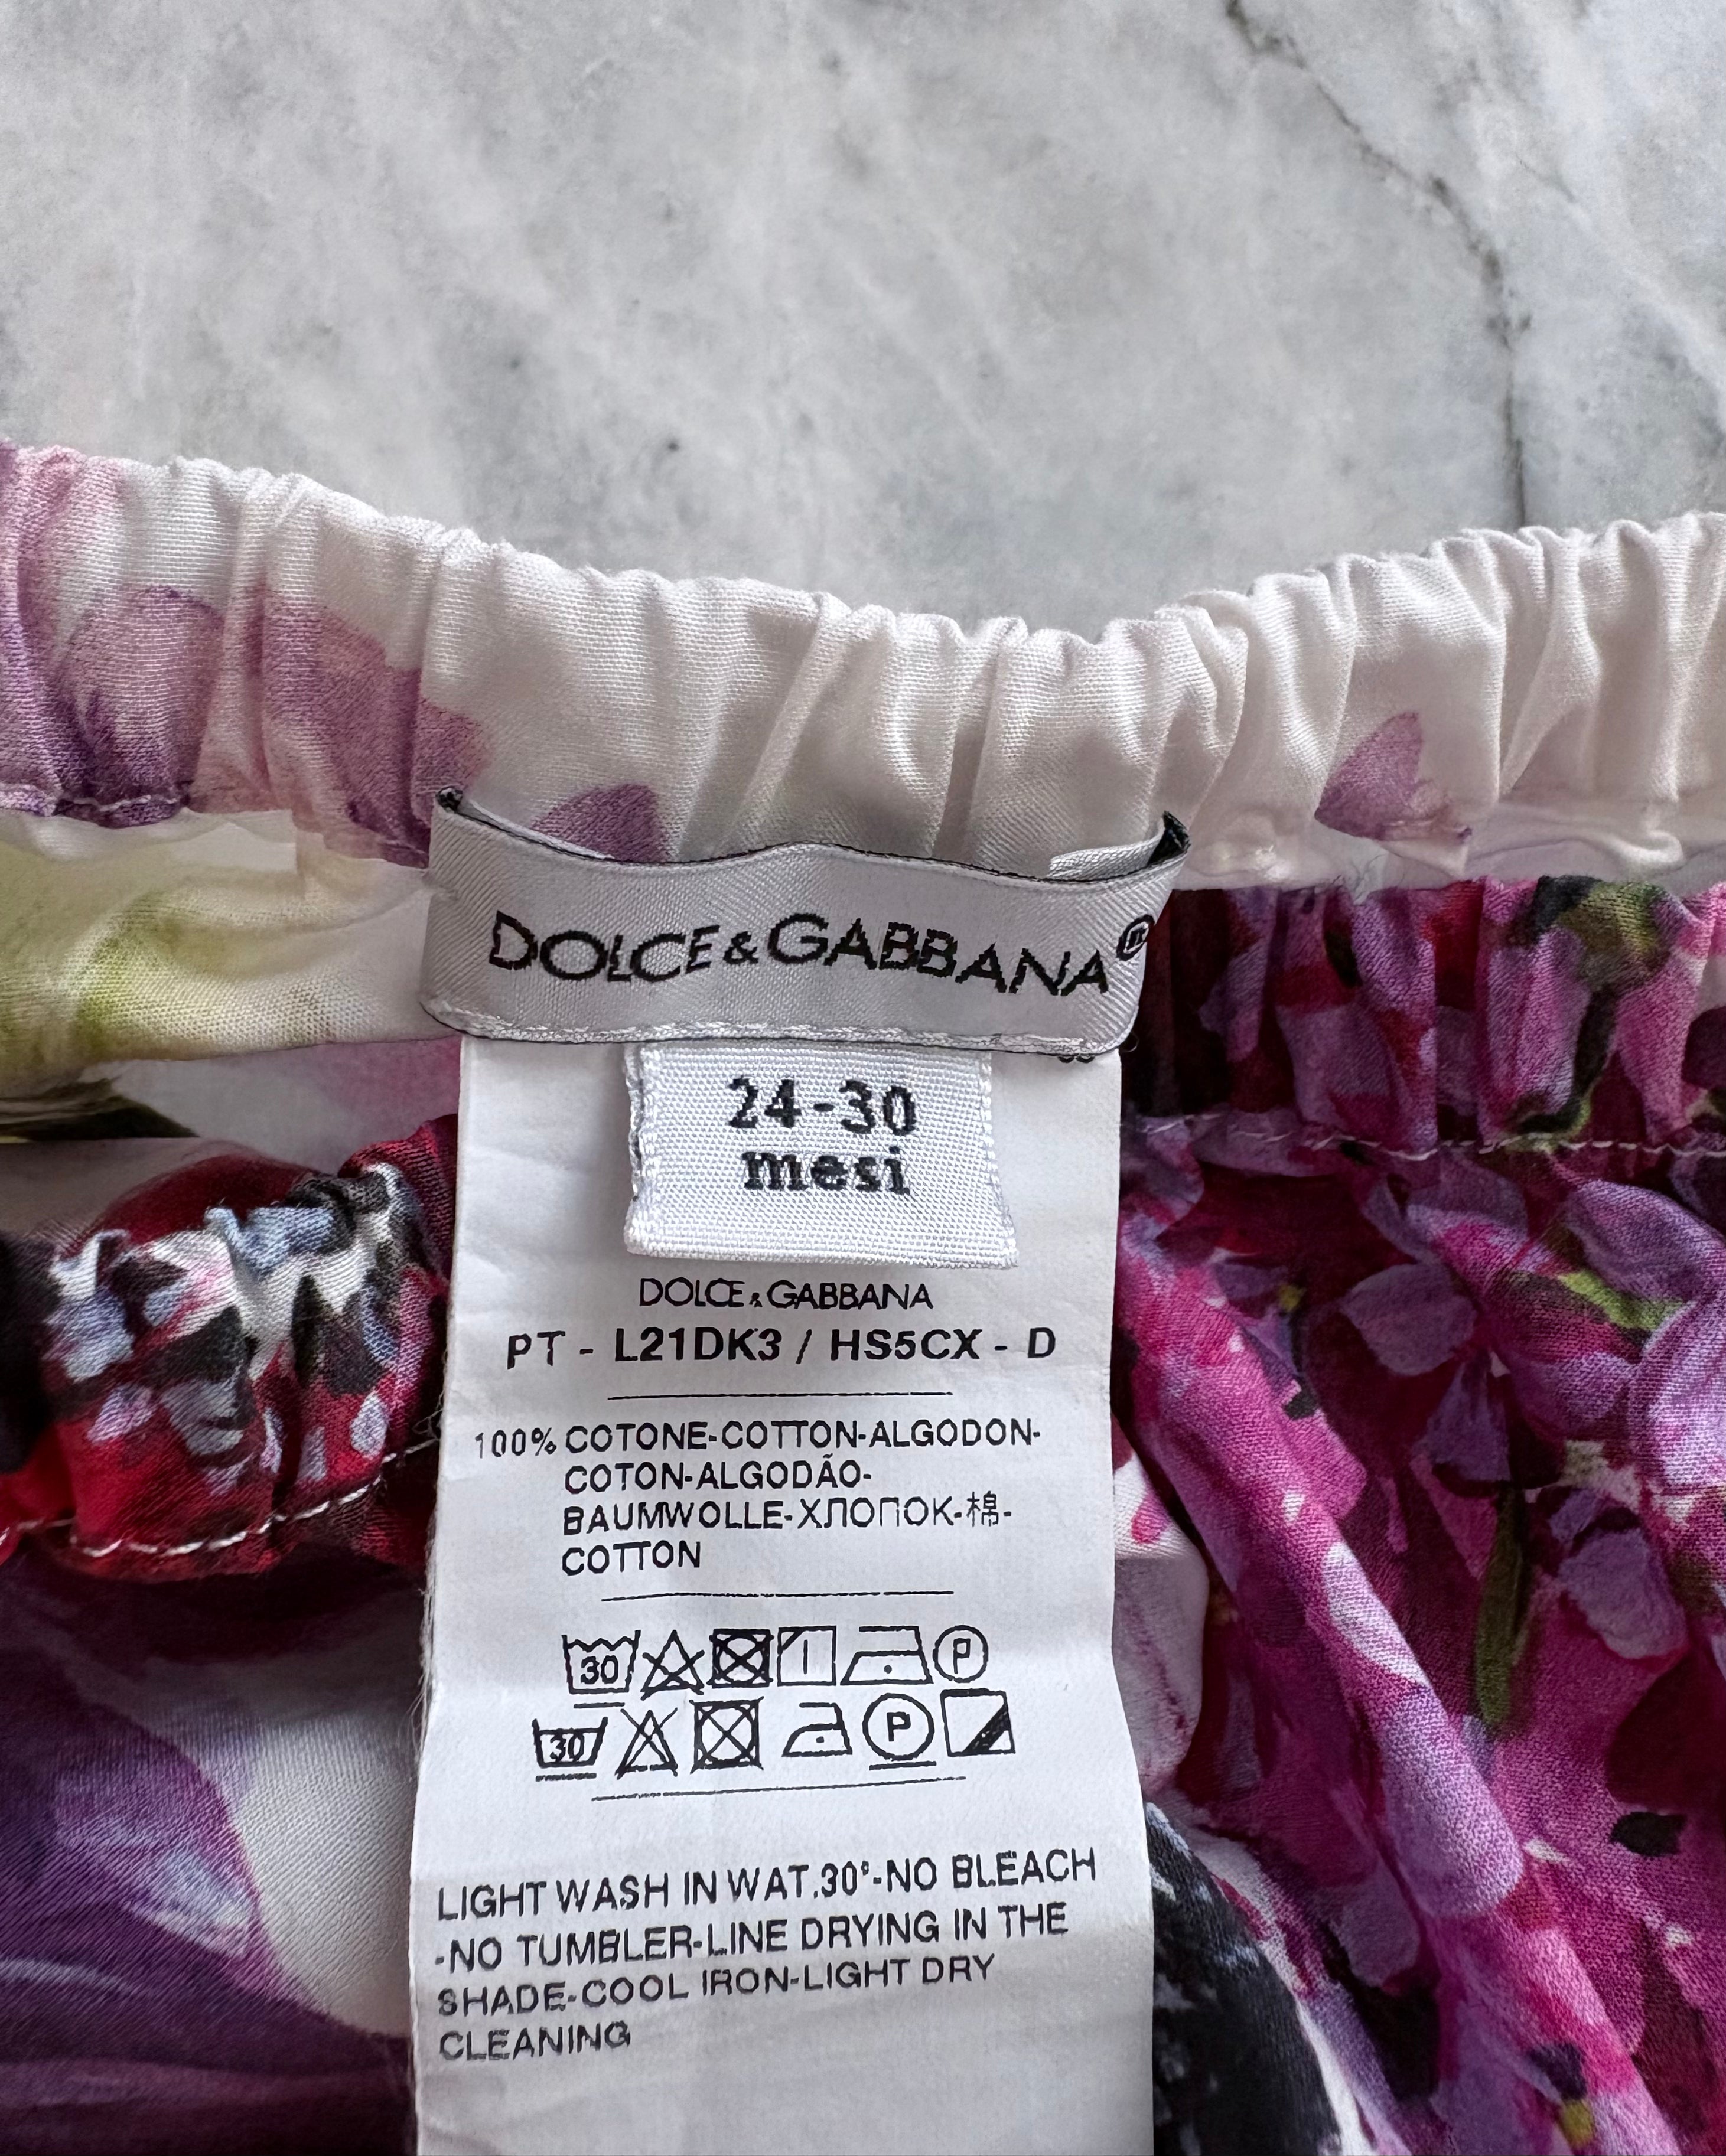 DOLCE&GABBANA®
24-30
mesi
DOLCE&GABBANA
PT - L21DK3 / HS5CX - D
100% COTONE-COTTON-ALGODON-
COTON-ALGODÃO-
BAUMWOLLE-ХЛОПОК-棉-
COTTON
30 P
30 P
LIGHT WASH IN WAT.30°-NO BLEACH
-NO TUMBLER-LINE DRYING IN THE
SHADE-COOL IRON-LIGHT DRY
CLEANING